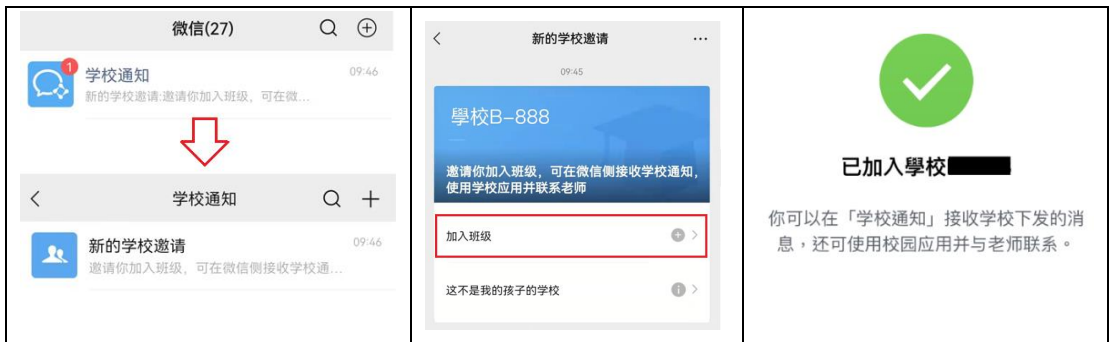 微信(27)
学校通知
09:46
1
新的学校邀请:邀请你加入班级，可在微...
学校通知
新的学校邀请
09:46
邀请你加入班级，可在微信侧接收学校通...
新的学校邀请
09:45
學校B-888
邀请你加入班级，可在微信侧接收学校通知，
使用学校应用并联系老师
加入班级
这不是我的孩子的学校
已加入學校
你可以在「学校通知」接收学校下发的消
息，还可使用校园应用并与老师联系。